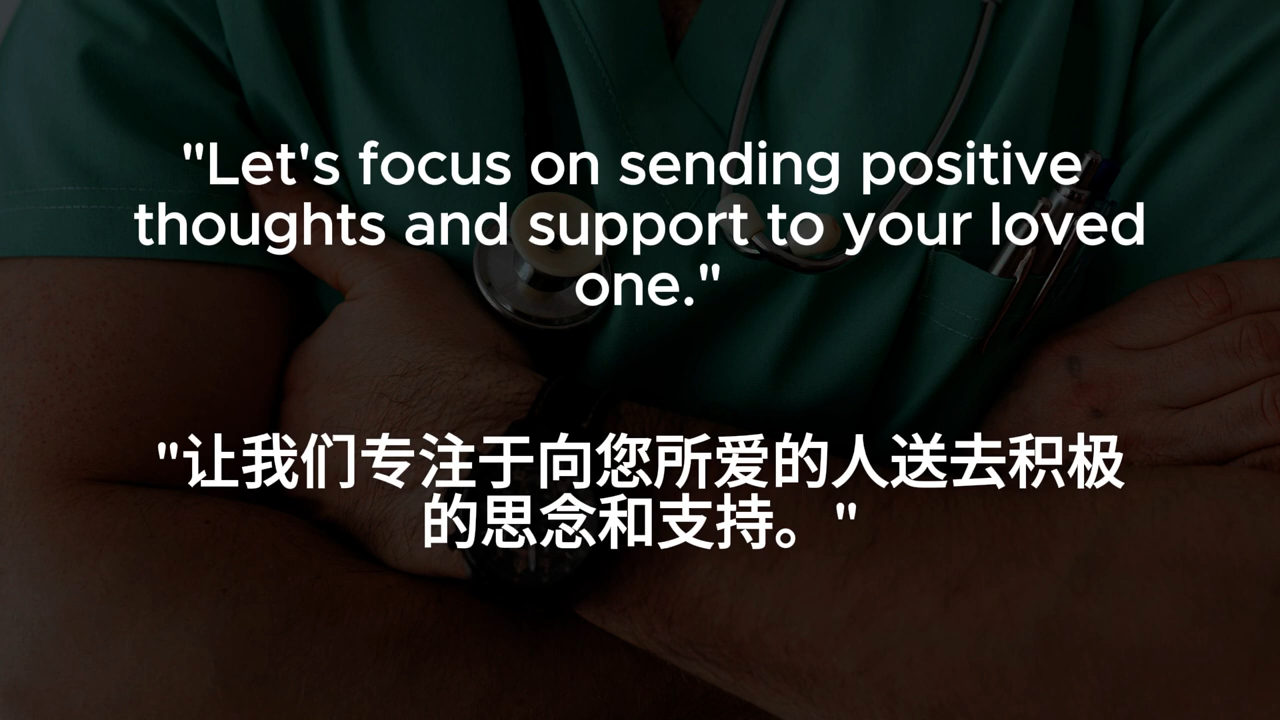 "Let's focus on sending positive
thoughts and support to your loved
one."
"让我们专注于向您所爱的人送去积极
的思念和支持。"